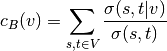 c_B(v) = \sum_{s,t \in V} \frac{\sigma(s, t|v)}{\sigma(s, t)}